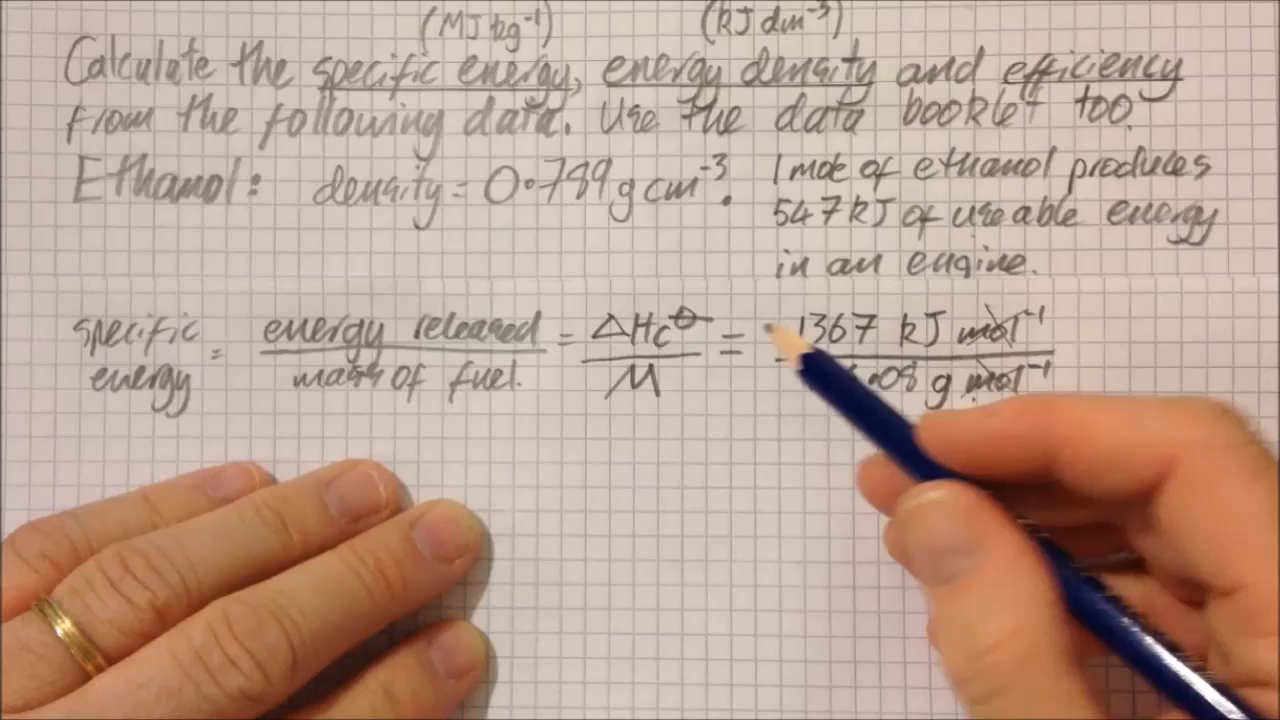 (MJ kg⁻¹) (kJ dm⁻³)
Calculate the specific energy, energy density and efficiency
from the following data. Use the data booklet too.
Ethanol: density = 0.789 g cm⁻³. 1 mole of ethanol produces
547 kJ of useable energy
in an engine.
specific energy = energy released / mass of fuel. = ΔHc⊖ / M = 1367 kJ mol⁻¹ / .08 g mol⁻¹